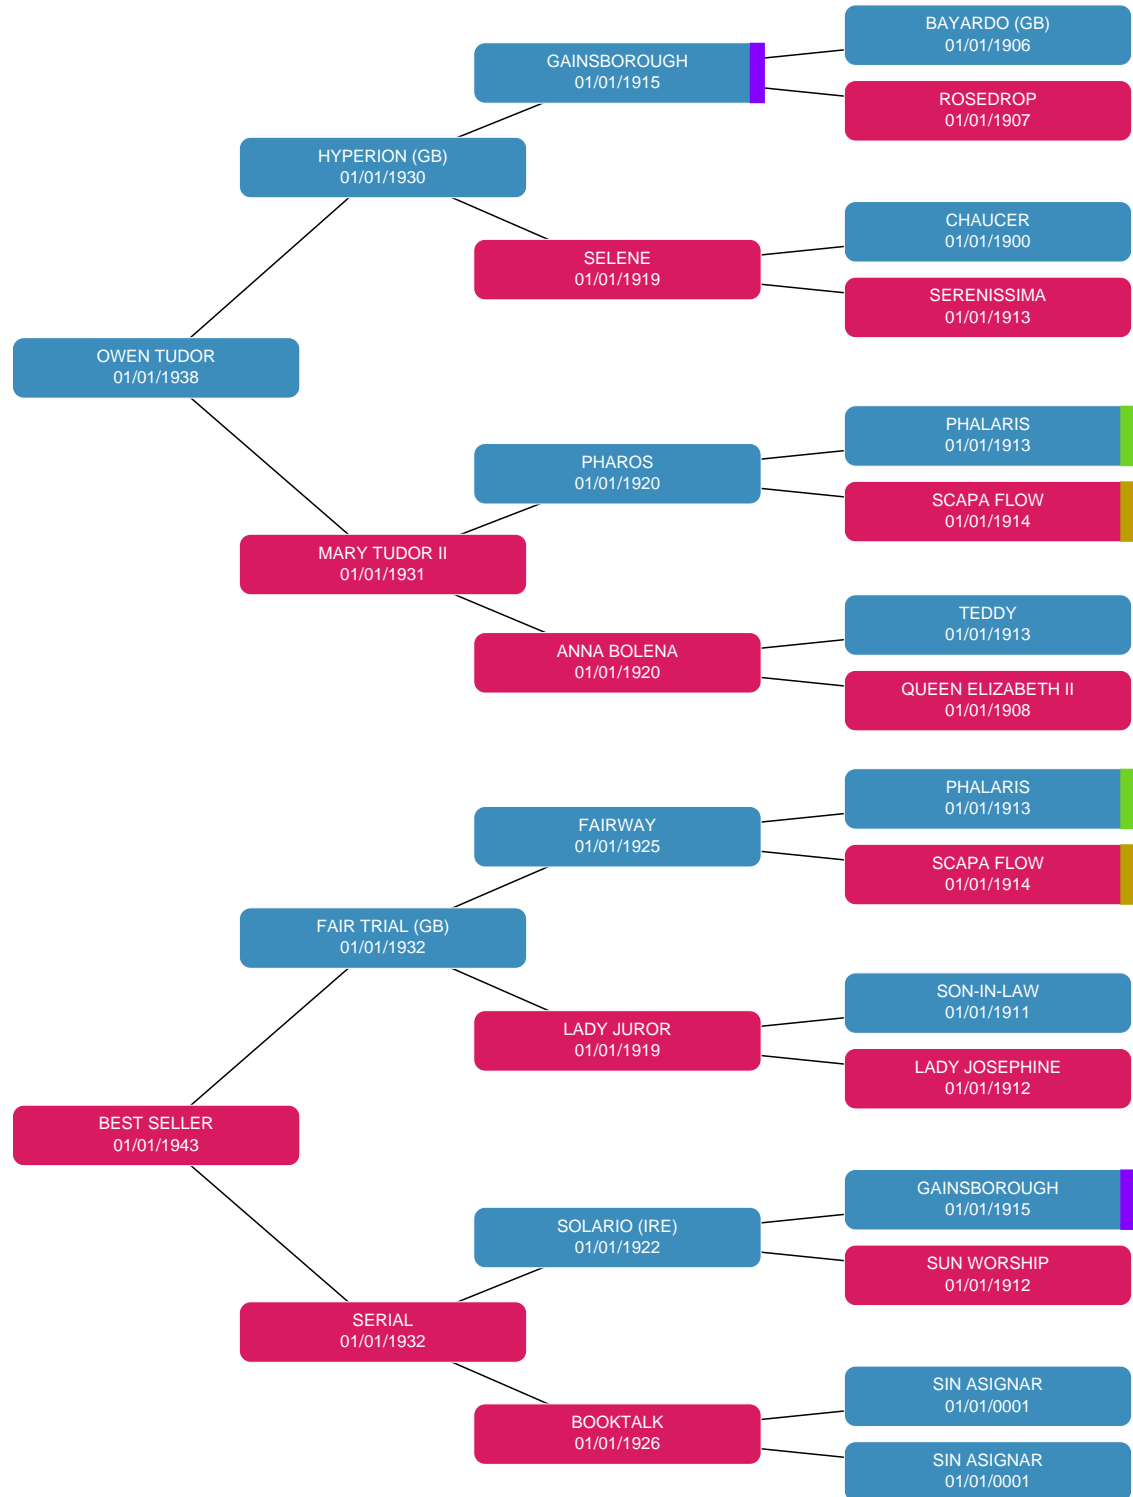 BAYARDO (GB)
01/01/1906
GAINSBOROUGH
01/01/1915
ROSEDROP
01/01/1907
HYPERION (GB)
01/01/1930
CHAUCER
01/01/1900
SELENE
01/01/1919
SERENISSIMA
01/01/1913
OWEN TUDOR
01/01/1938
PHALARIS
01/01/1913
PHAROS
01/01/1920
SCAPA FLOW
01/01/1914
MARY TUDOR II
01/01/1931
TEDDY
01/01/1913
ANNA BOLENA
01/01/1920
QUEEN ELIZABETH II
01/01/1908
PHALARIS
01/01/1913
FAIRWAY
01/01/1925
SCAPA FLOW
01/01/1914
FAIR TRIAL (GB)
01/01/1932
SON-IN-LAW
01/01/1911
LADY JUROR
01/01/1919
LADY JOSEPHINE
01/01/1912
BEST SELLER
01/01/1943
GAINSBOROUGH
01/01/1915
SOLARIO (IRE)
01/01/1922
SUN WORSHIP
01/01/1912
SERIAL
01/01/1932
SIN ASIGNAR
01/01/0001
BOOKTALK
01/01/1926
SIN ASIGNAR
01/01/0001